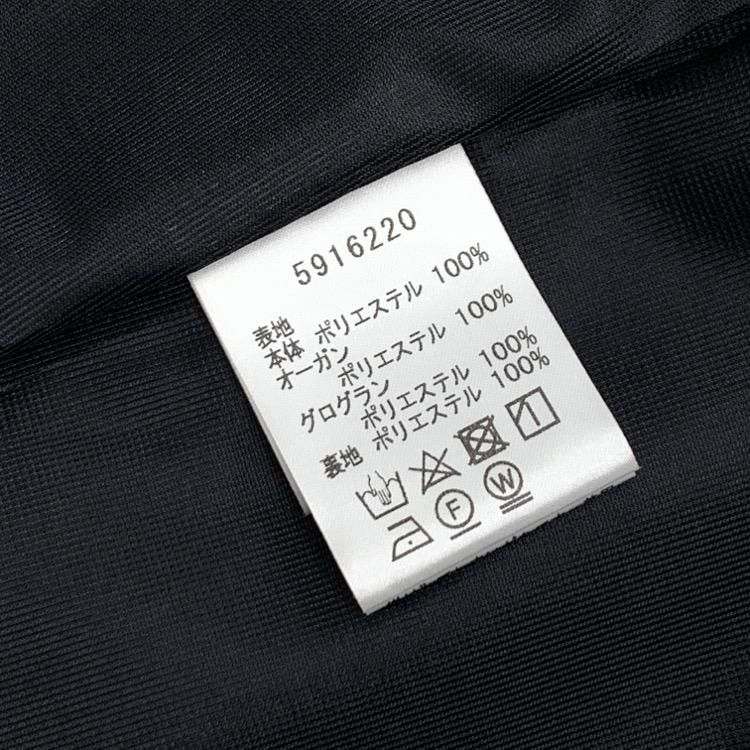 5916220
表地
本体 ポリエステル 100%
オーガン
ポリエステル 100%
グログラン
ポリエステル 100%
裏地 ポリエステル 100%
1
F W